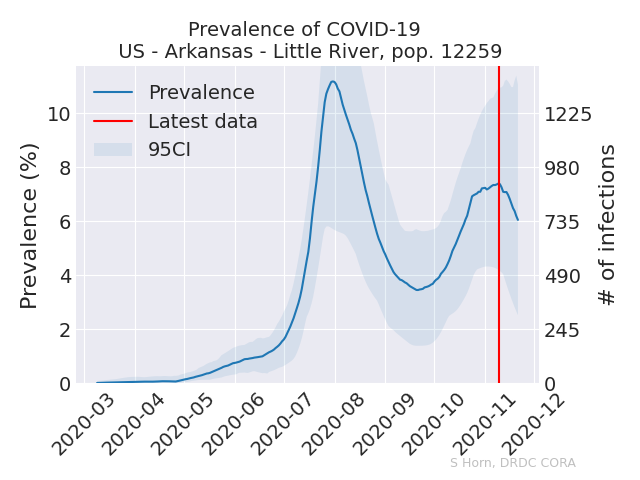 Prevalence of COVID-19
US - Arkansas - Little River, pop. 12259
Prevalence
Latest data
95CI
Prevalence (%)
10
8
6
4
2
0
1225
980
735
490
245
0
# of infections
2020-03
2020-04
2020-05
2020-06
2020-07
2020-08
2020-09
2020-10
2020-11
2020-12
S Horn, DRDC CORA